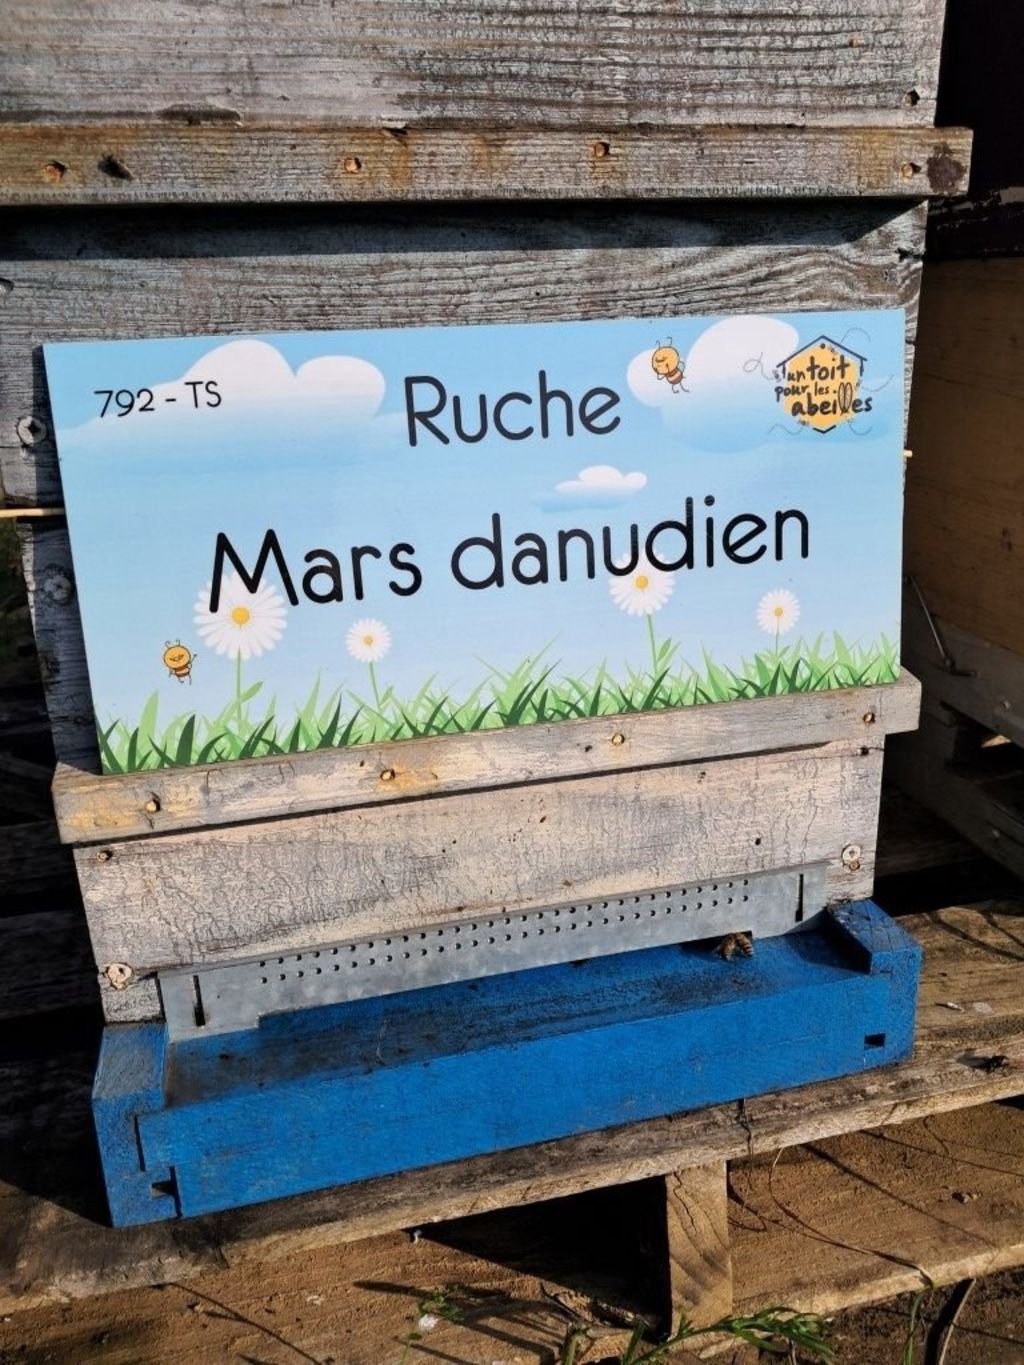 792 - TS
Ruche
Mars danudien
un toit
pour les
abeilles